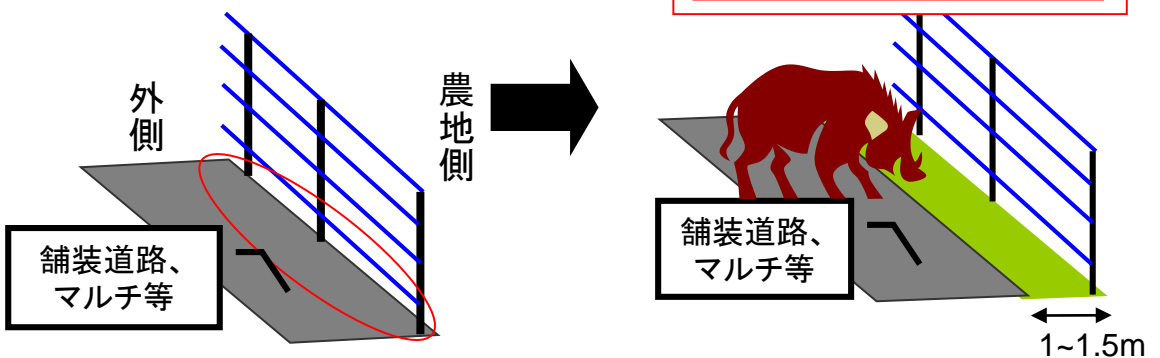 外側
農地側
舗装道路、
マルチ等
舗装道路、
マルチ等
1~1.5m